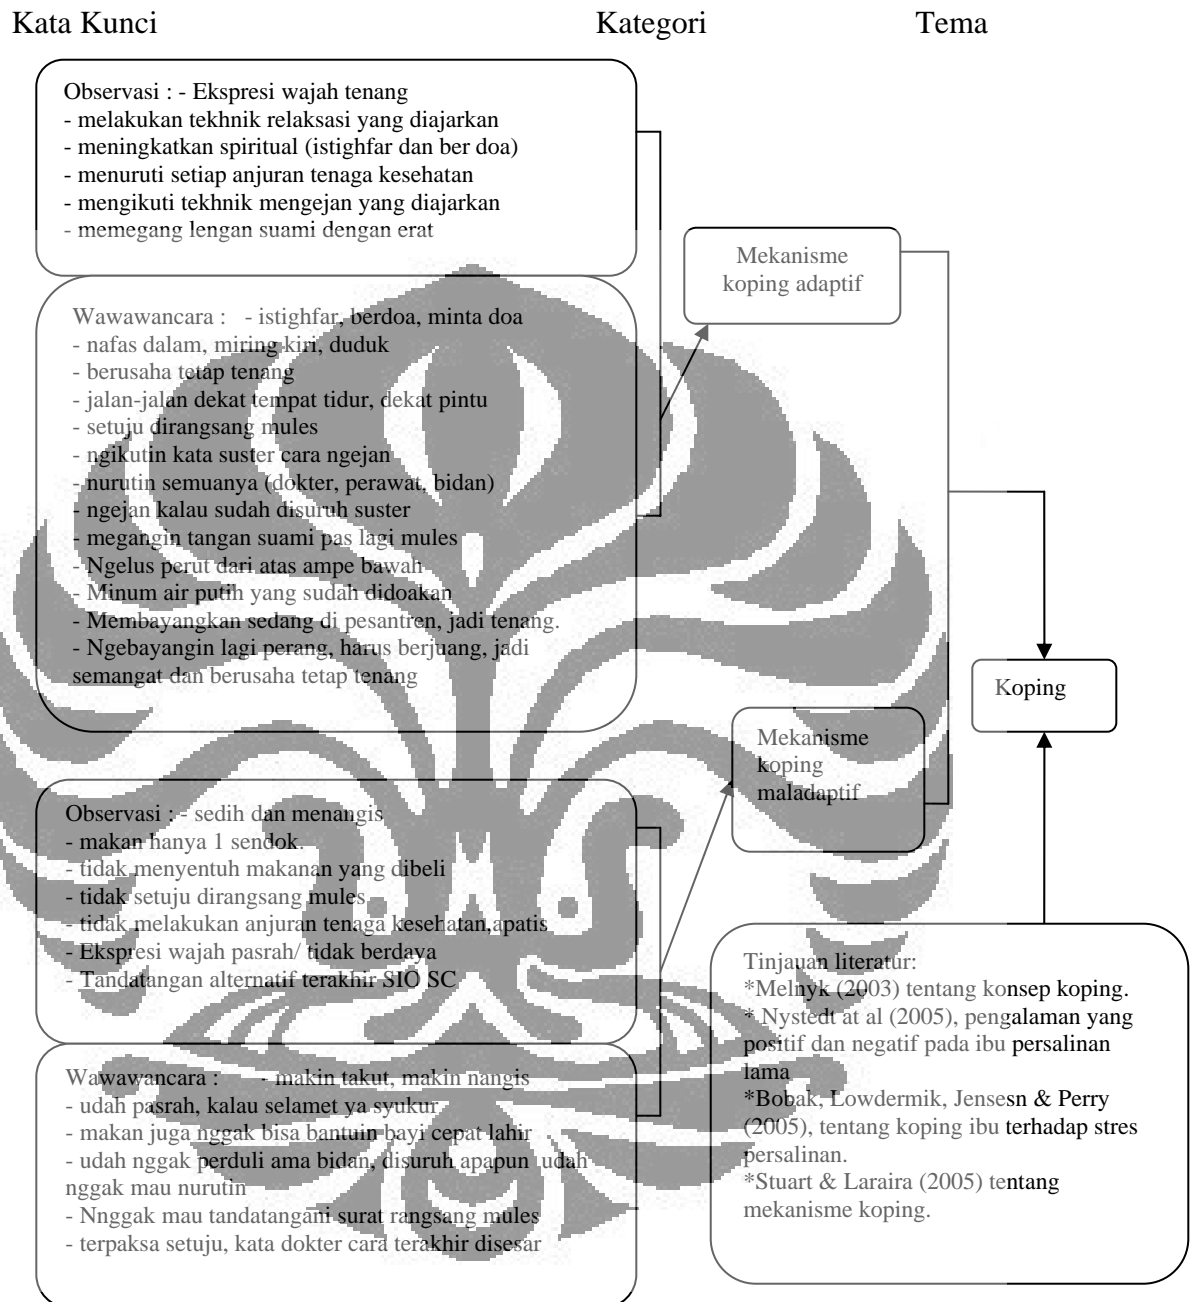 Kata Kunci Kategori Tema
Observasi : - Ekspresi wajah tenang
- melakukan tekhnik relaksasi yang diajarkan
- meningkatkan spiritual (istighfar dan ber doa)
- menuruti setiap anjuran tenaga kesehatan
- mengikuti tekhnik mengejan yang diajarkan
- memegang lengan suami dengan erat
Wawawancara : - istighfar, berdoa, minta doa
- nafas dalam, miring kiri, duduk
- berusaha tetap tenang
- jalan-jalan dekat tempat tidur, dekat pintu
- setuju dirangsang mules
- ngikutin kata suster cara ngejan
- nurutin semuanya (dokter, perawat, bidan)
- ngejan kalau sudah disuruh suster
- megangin tangan suami pas lagi mules
- Ngelus perut dari atas ampe bawah
- Minum air putih yang sudah didoakan
- Membayangkan sedang di pesantren, jadi tenang.
- Ngebayangin lagi perang, harus berjuang, jadi
semangat dan berusaha tetap tenang
Mekanisme
koping adaptif
Koping
Mekanisme
koping
maladaptif
Observasi : - sedih dan menangis
- makan hanya 1 sendok.
- tidak menyentuh makanan yang dibeli
- tidak setuju dirangsang mules
- tidak melakukan anjuran tenaga kesehatan,apatis
- Ekspresi wajah pasrah/ tidak berdaya
- Tandatangan alternatif terakhir SIO SC
Wawawancara : - makin takut, makin nangis
- udah pasrah, kalau selamet ya syukur
- makan juga nggak bisa bantuin bayi cepat lahir
- udah nggak perduli ama bidan, disuruh apapun udah
nggak mau nurutin
- Nnggak mau tandatangani surat rangsang mules
- terpaksa setuju, kata dokter cara terakhir disesar
Tinjauan literatur:
*Melnyk (2003) tentang konsep koping.
* Nystedt at al (2005), pengalaman yang
positif dan negatif pada ibu persalinan
lama
*Bobak, Lowdermik, Jensesn & Perry
(2005), tentang koping ibu terhadap stres
persalinan.
*Stuart & Laraira (2005) tentang
mekanisme koping.